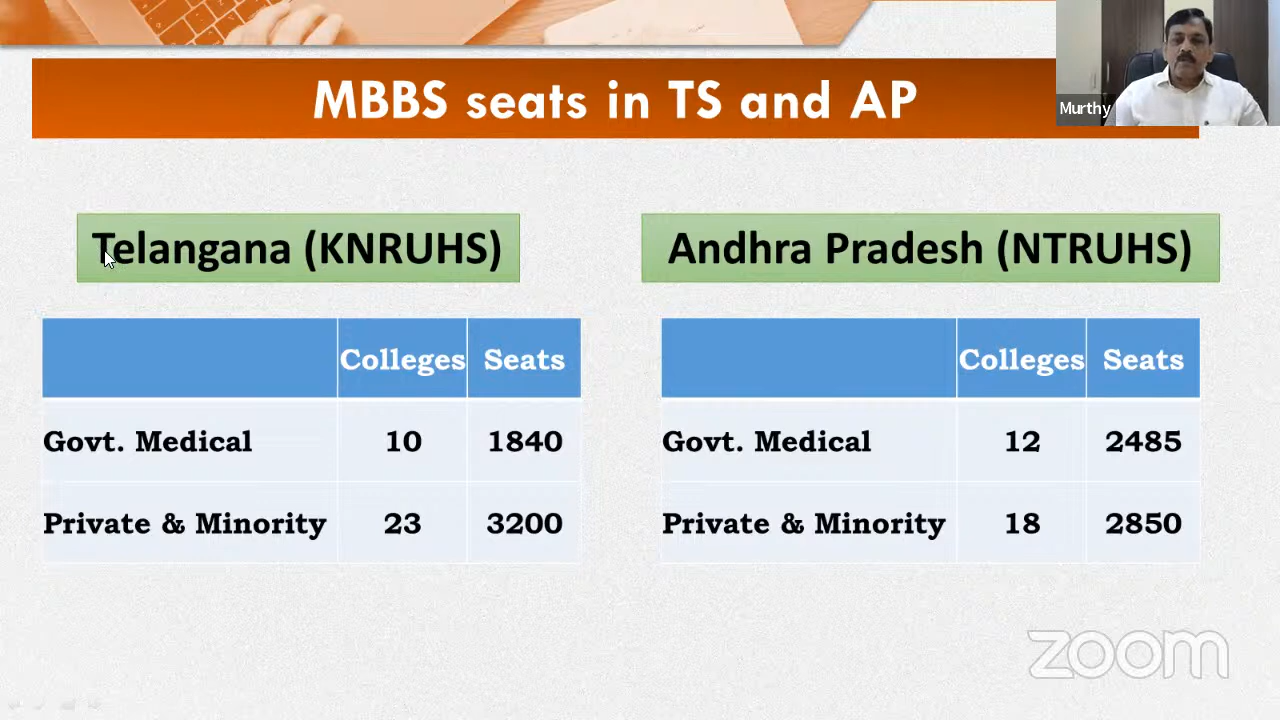 MBBS seats in TS and AP
Murthy
Telangana (KNRUHS)
Colleges Seats
Govt. Medical 10 1840
Private & Minority 23 3200
Andhra Pradesh (NTRUHS)
Colleges Seats
Govt. Medical 12 2485
Private & Minority 18 2850
zoom